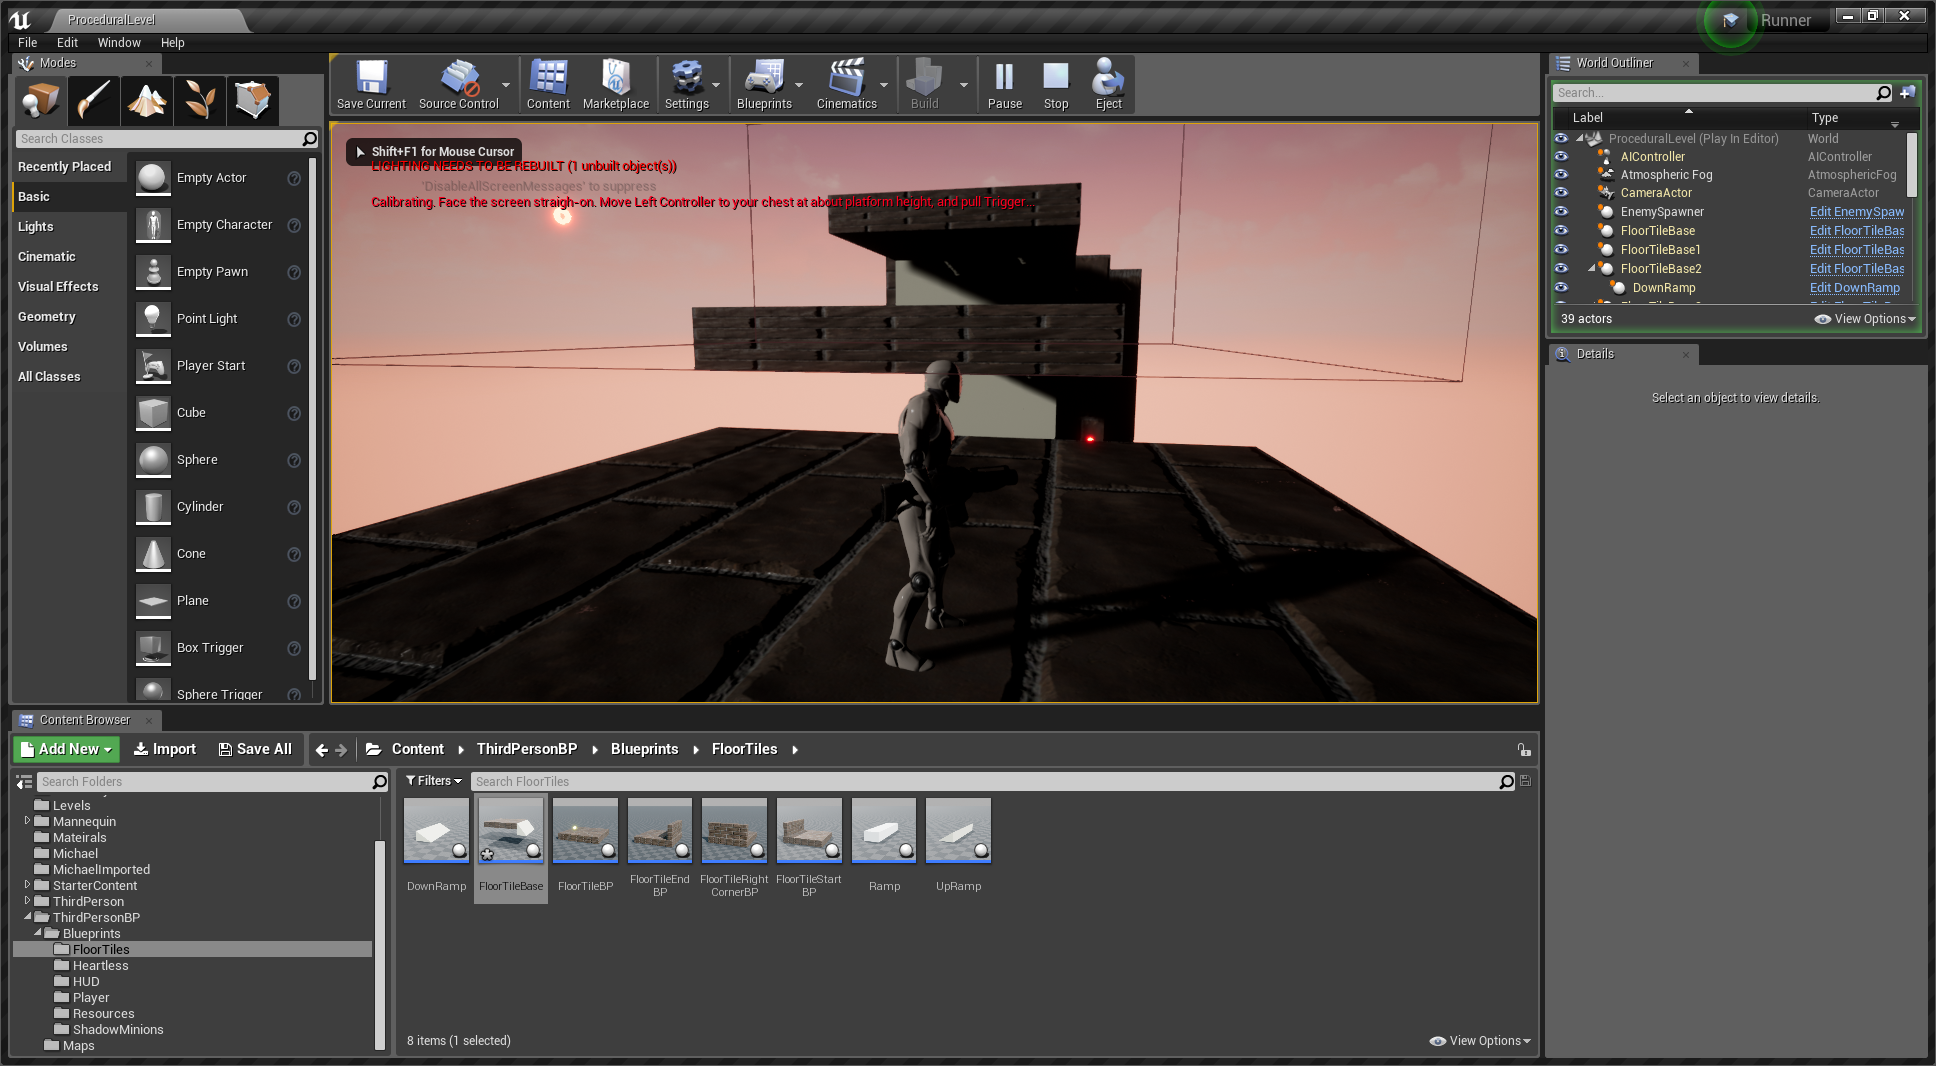 ProceduralLevel
Runner
File Edit Window Help
Modes
Search Classes
Recently Placed
Basic
Lights
Cinematic
Visual Effects
Geometry
Volumes
All Classes
Empty Actor
Empty Character
Empty Pawn
Point Light
Player Start
Cube
Sphere
Cylinder
Cone
Plane
Box Trigger
Sphere Trigger
Save Current
Source Control
Content
Marketplace
Settings
Blueprints
Cinematics
Build
Pause
Stop
Eject
Shift+F1 for Mouse Cursor
LIGHTING NEEDS TO BE REBUILT (1 unbuilt object(s))
'DisableAllScreenMessages' to suppress
Calibrating. Face the screen straigh-on. Move Left Controller to your chest at about platform height, and pull Trigger...
World Outliner
Search...
Label Type
ProceduralLevel (Play In Editor) World
AIController AIController
Atmospheric Fog AtmosphericFog
CameraActor CameraActor
EnemySpawner Edit EnemySpaw
FloorTileBase Edit FloorTileBas
FloorTileBase1 Edit FloorTileBas
FloorTileBase2 Edit FloorTileBas
DownRamp Edit DownRamp
39 actors
View Options
Details
Select an object to view details.
Content Browser
Add New Import Save All Content ThirdPersonBP Blueprints FloorTiles
Search Folders
Levels
Mannequin
Mateirals
Michael
MichaelImported
StarterContent
ThirdPerson
ThirdPersonBP
Blueprints
FloorTiles
Heartless
HUD
Player
Resources
ShadowMinions
Maps
Filters
Search FloorTiles
DownRamp
FloorTileBase
FloorTileBP
FloorTileEnd
BP
FloorTileRight
CornerBP
FloorTileStart
BP
Ramp
UpRamp
8 items (1 selected)
View Options